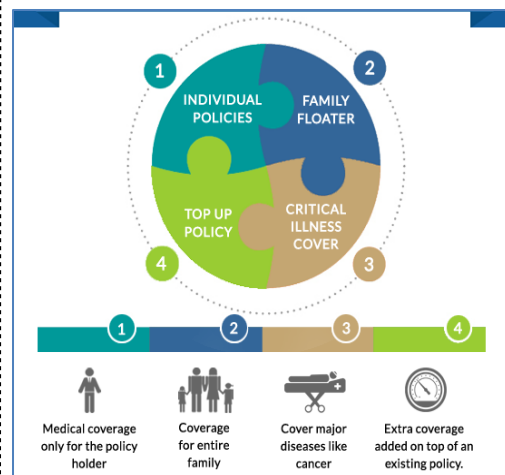 1
2
INDIVIDUAL
POLICIES
FAMILY
FLOATER
TOP UP
POLICY
CRITICAL
ILLNESS
COVER
4
3
1
2
3
4
Medical coverage
only for the policy
holder
Coverage
for entire
family
Cover major
diseases like
cancer
Extra coverage
added on top of an
existing policy.